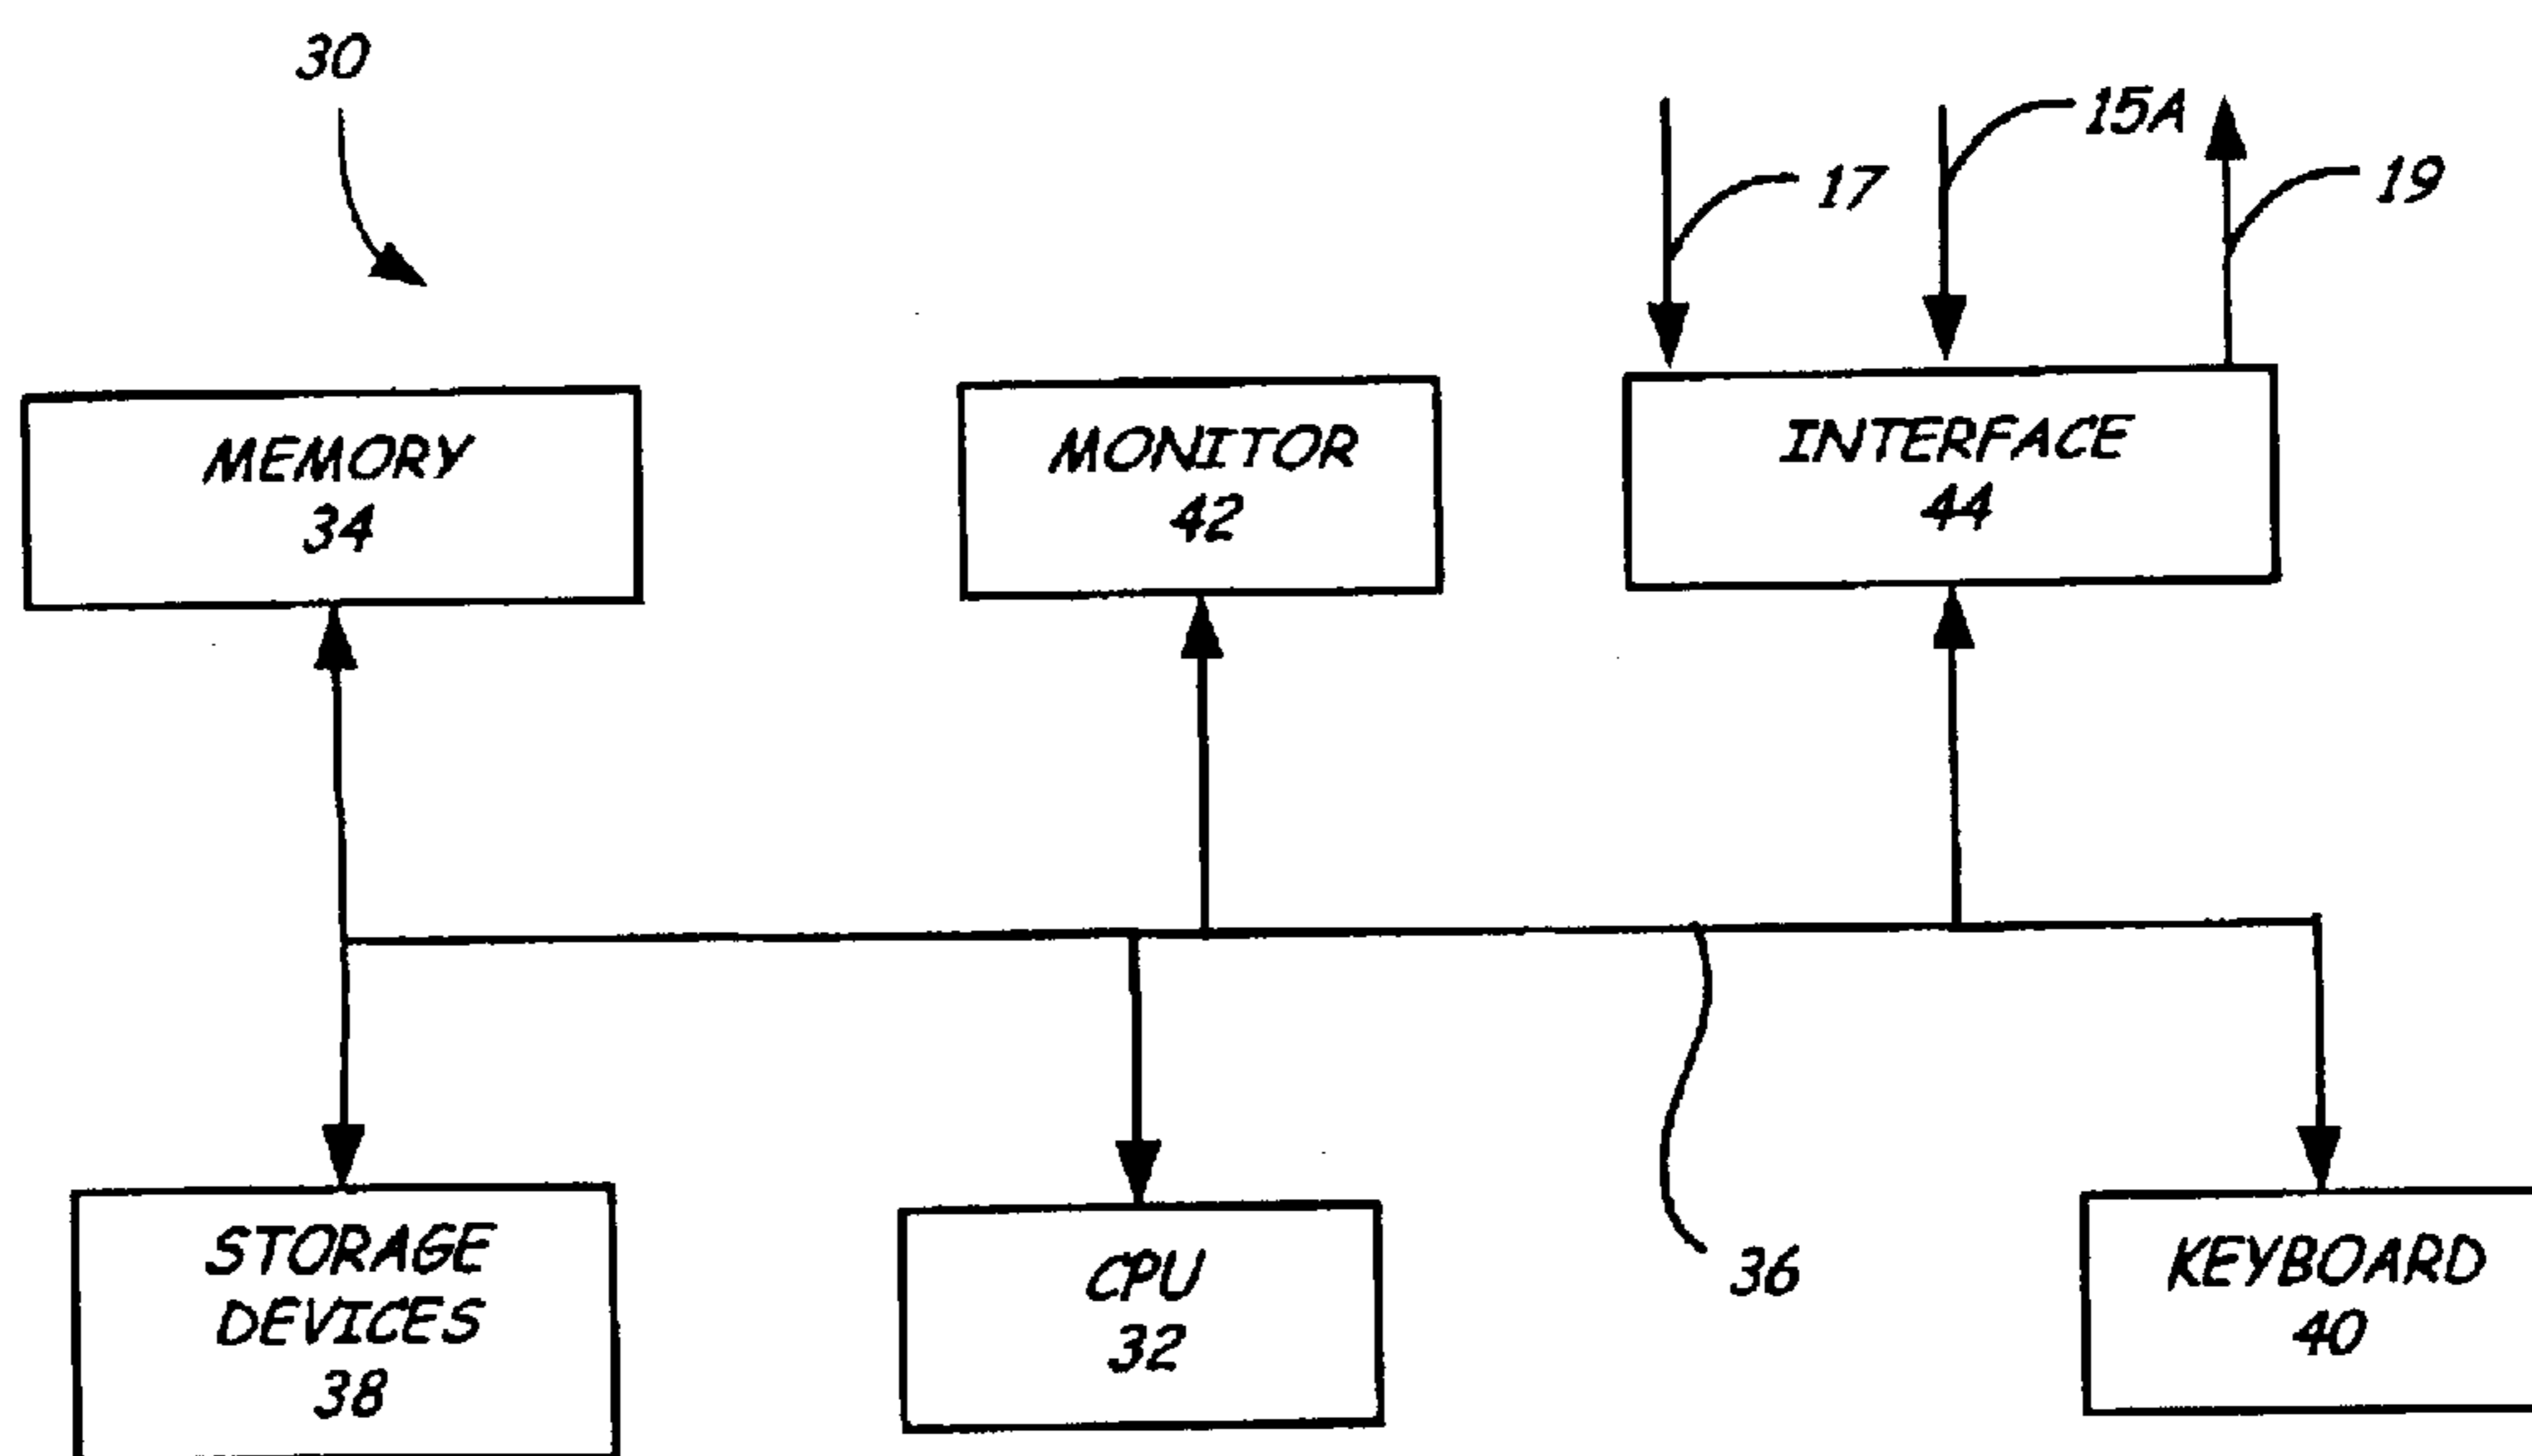 30
15A
17
19
MEMORY
34
MONITOR
42
INTERFACE
44
STORAGE
DEVICES
38
CPU
32
36
KEYBOARD
40